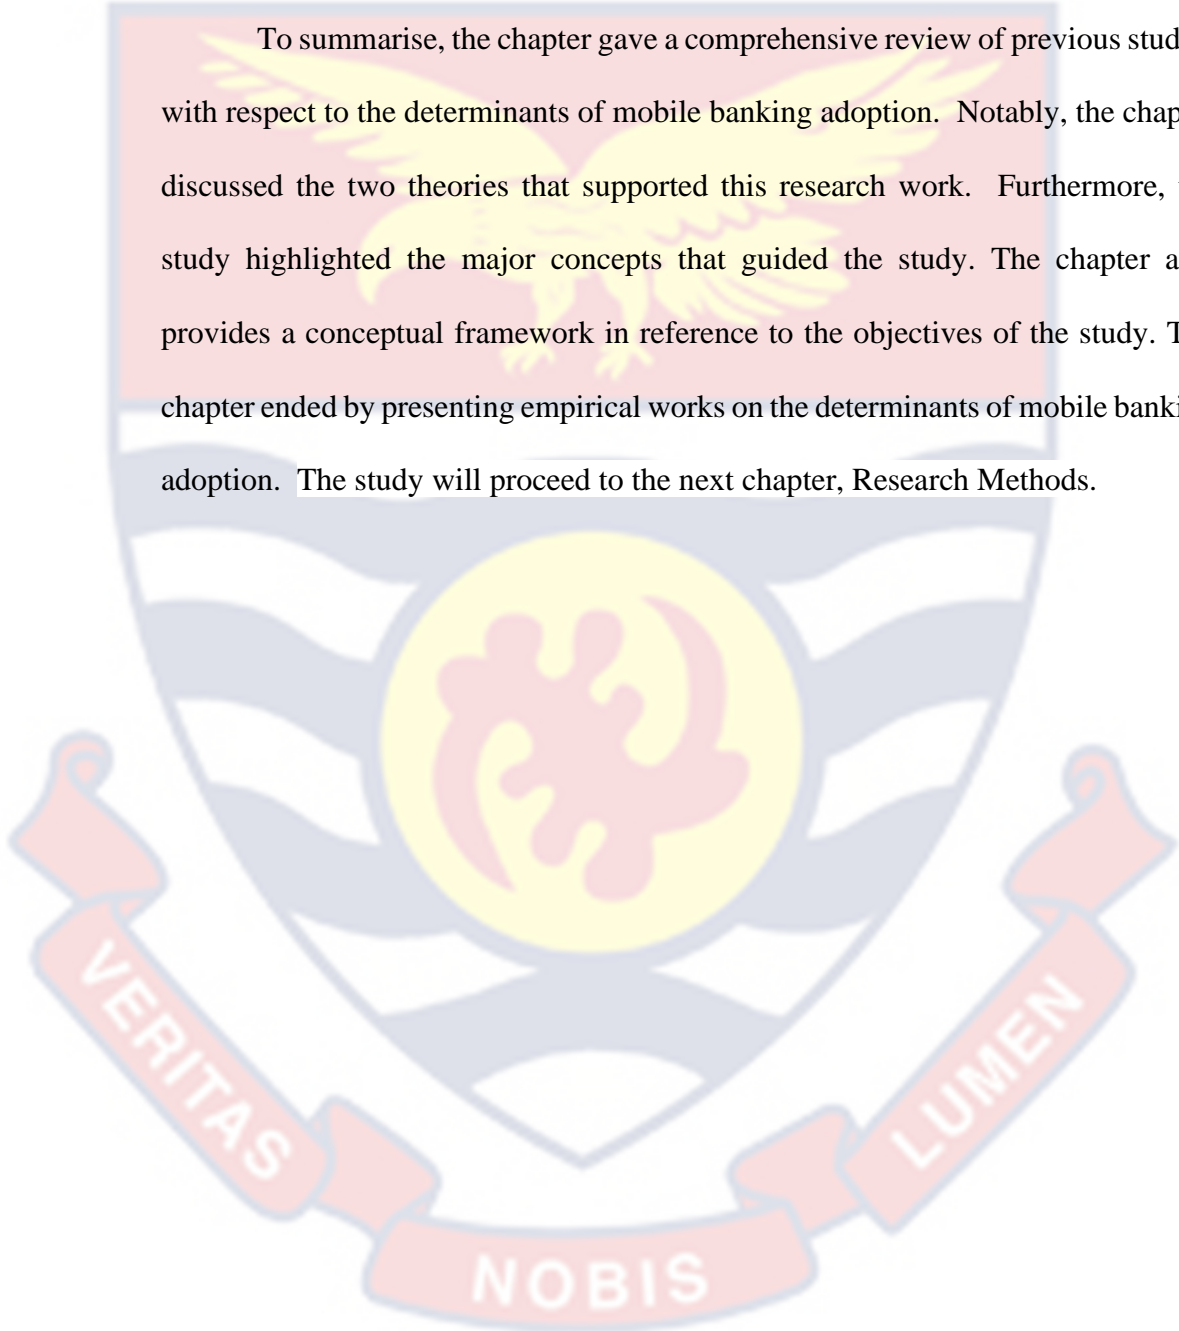 To summarise, the chapter gave a comprehensive review of previous stud
with respect to the determinants of mobile banking adoption. Notably, the chap
discussed the two theories that supported this research work. Furthermore,
study highlighted the major concepts that guided the study. The chapter a
provides a conceptual framework in reference to the objectives of the study. T
chapter ended by presenting empirical works on the determinants of mobile banki
adoption. The study will proceed to the next chapter, Research Methods.
VERITAS
NOBIS
LUMEN